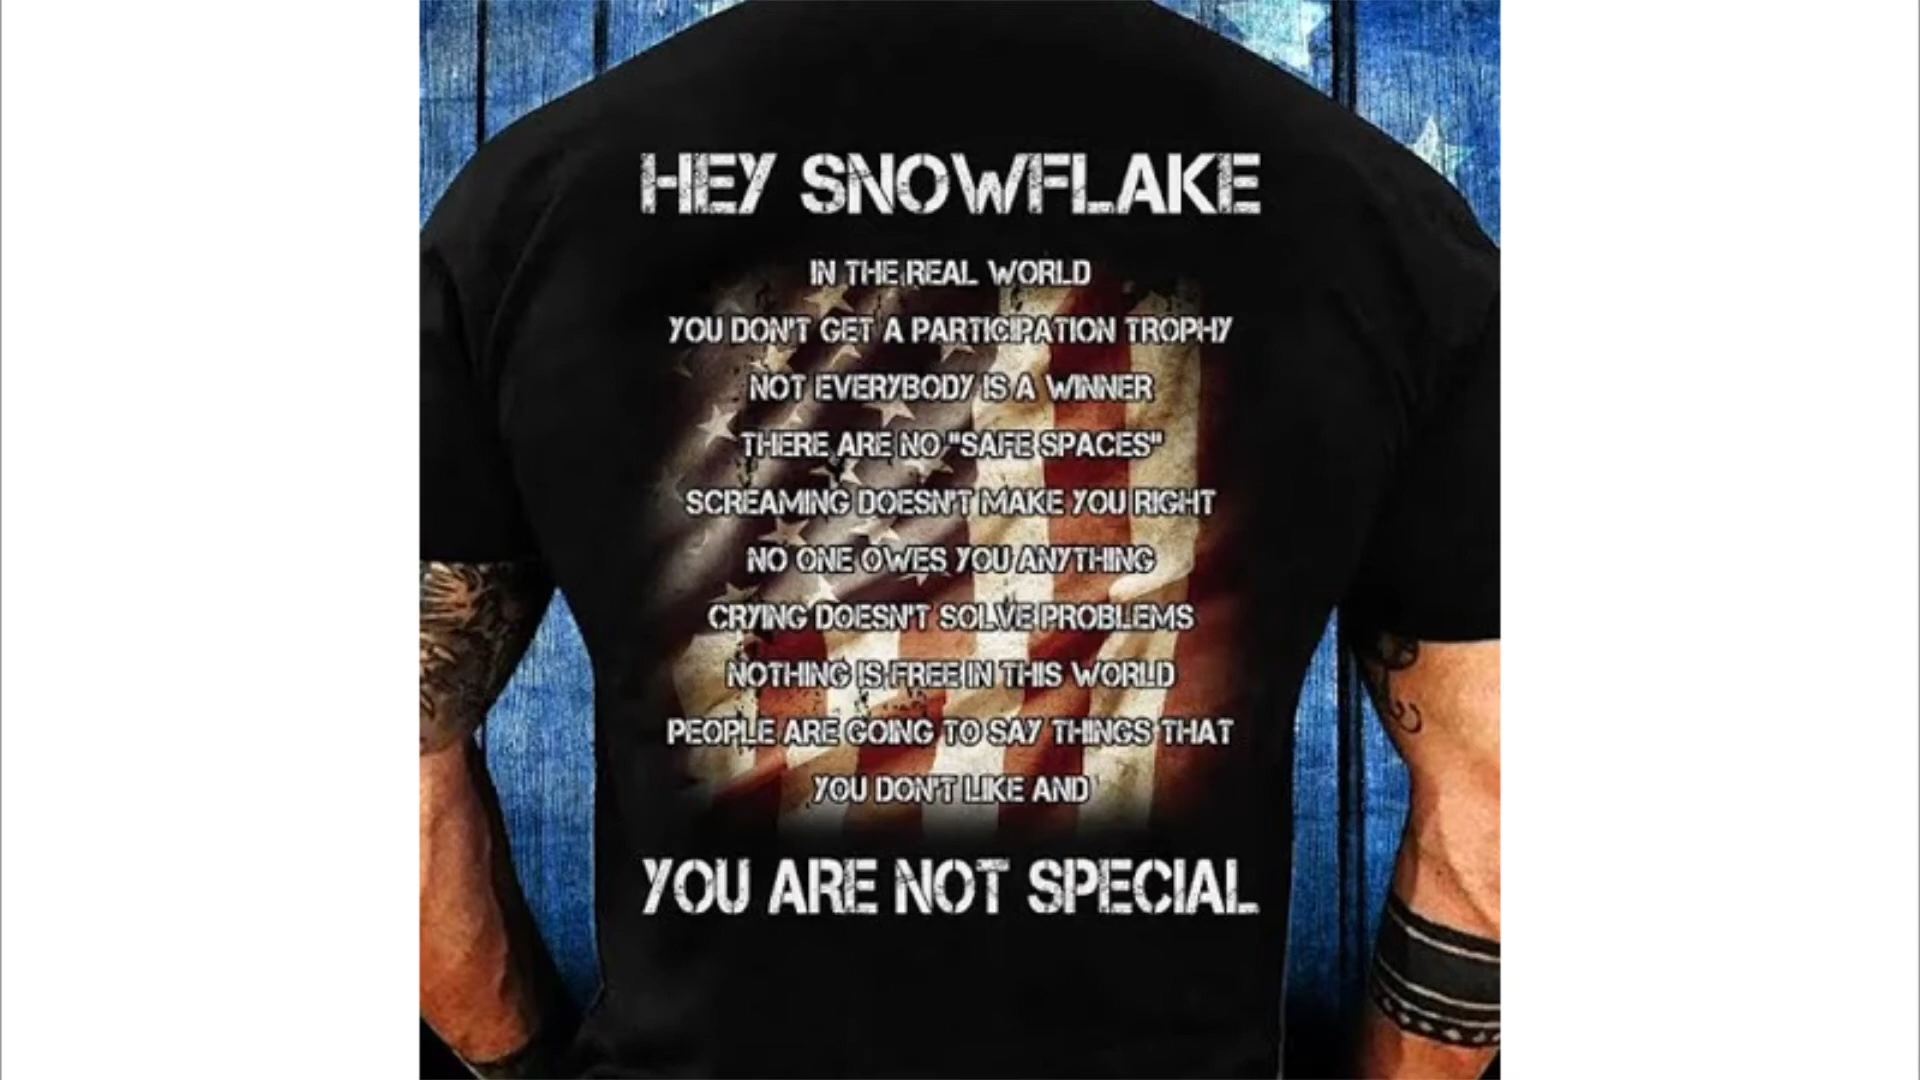 HEY SNOWFLAKE
IN THE REAL WORLD
YOU DON'T GET A PARTICIPATION TROPHY
NOT EVERYBODY IS A WINNER
THERE ARE NO "SAFE SPACES"
SCREAMING DOESN'T MAKE YOU RIGHT
NO ONE OWES YOU ANYTHING
CRYING DOESN'T SOLVE PROBLEMS
NOTHING IS FREE IN THIS WORLD
PEOPLE ARE GOING TO SAY THINGS THAT
YOU DON'T LIKE AND
YOU ARE NOT SPECIAL